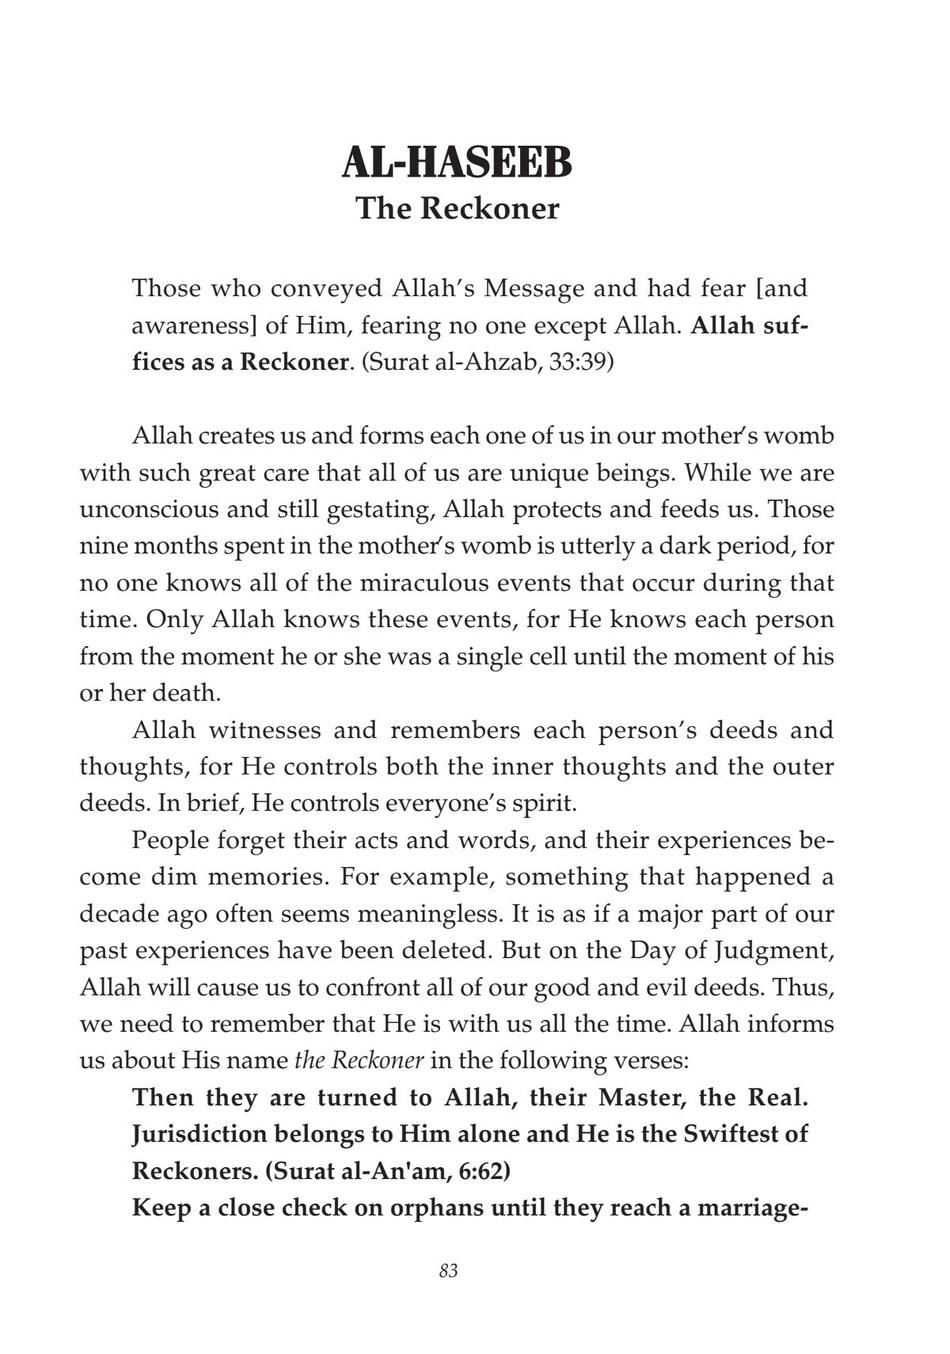 AL-HASEEB
The Reckoner
Those who conveyed Allah’s Message and had fear [and
awareness] of Him, fearing no one except Allah. Allah suf-
fices as a Reckoner. (Surat al-Ahzab, 33:39)
Allah creates us and forms each one of us in our mother’s womb
with such great care that all of us are unique beings. While we are
unconscious and still gestating, Allah protects and feeds us. Those
nine months spent in the mother’s womb is utterly a dark period, for
no one knows all of the miraculous events that occur during that
time. Only Allah knows these events, for He knows each person
from the moment he or she was a single cell until the moment of his
or her death.
Allah witnesses and remembers each person’s deeds and
thoughts, for He controls both the inner thoughts and the outer
deeds. In brief, He controls everyone’s spirit.
People forget their acts and words, and their experiences be-
come dim memories. For example, something that happened a
decade ago often seems meaningless. It is as if a major part of our
past experiences have been deleted. But on the Day of Judgment,
Allah will cause us to confront all of our good and evil deeds. Thus,
we need to remember that He is with us all the time. Allah informs
us about His name the Reckoner in the following verses:
Then they are turned to Allah, their Master, the Real.
Jurisdiction belongs to Him alone and He is the Swiftest of
Reckoners. (Surat al-An'am, 6:62)
Keep a close check on orphans until they reach a marriage-
83